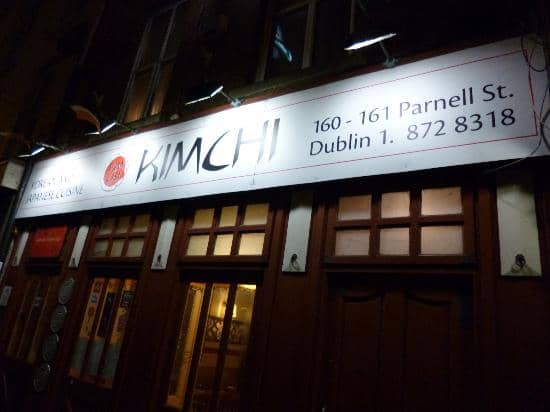 KOREAN AND
JAPANESE CUISINE
KIMCHI
160 - 161 Parnell St.
Dublin 1. 872 8318